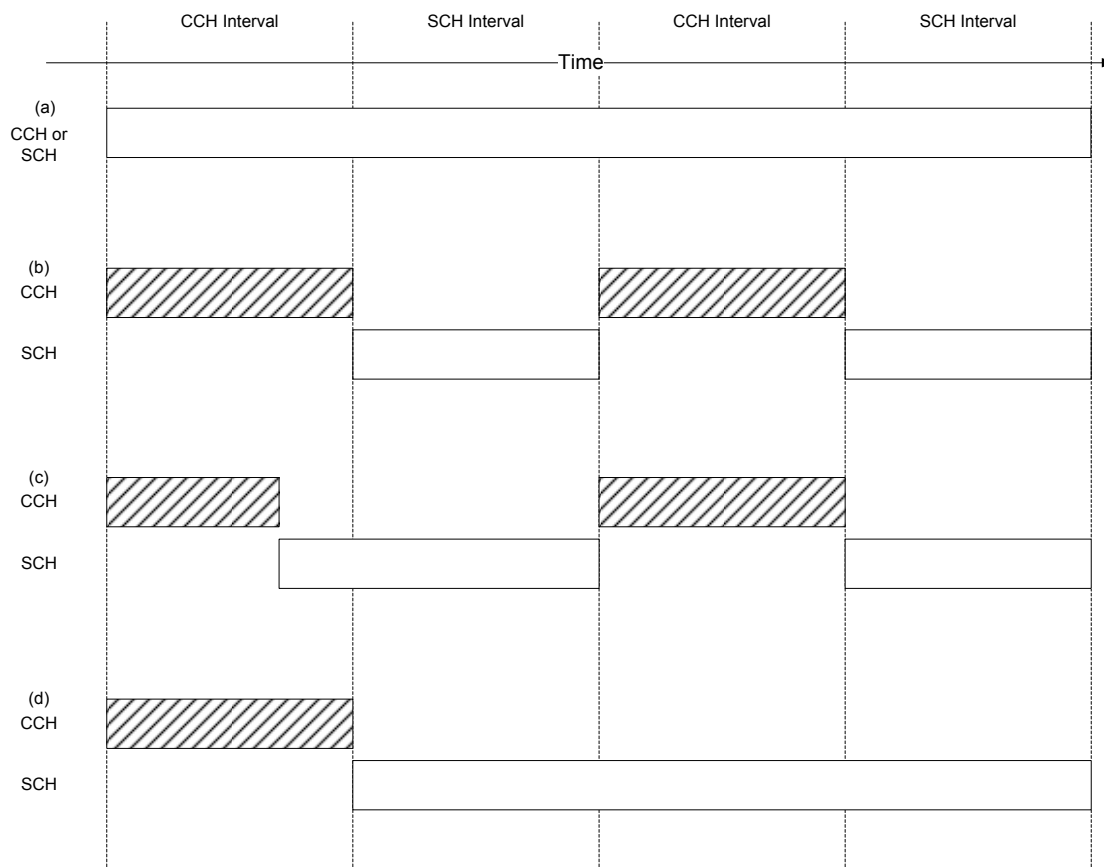 CCH Interval
SCH Interval
CCH Interval
SCH Interval
Time
(a)
CCH or
SCH
(b)
CCH
SCH
(c)
CCH
SCH
(d)
CCH
SCH